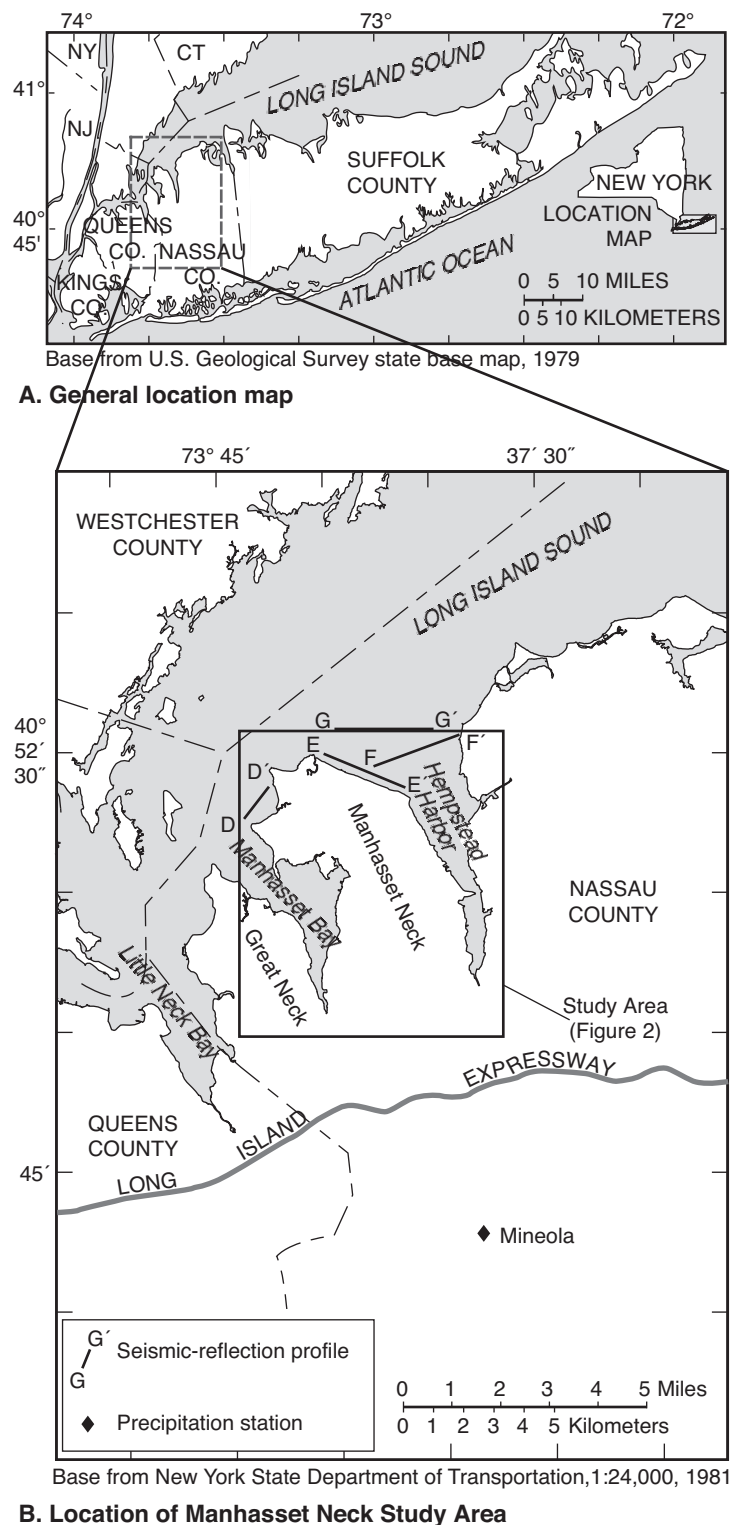 74° 73° 72°
NY CT
41°
LONG ISLAND SOUND
NJ
SUFFOLK
COUNTY
NEW YORK
LOCATION
MAP
40°
45'
QUEENS
CO.
NASSAU
CO.
KINGS
CO.
ATLANTIC OCEAN
0 5 10 MILES
0 5 10 KILOMETERS
Base from U.S. Geological Survey state base map, 1979
A. General location map
73° 45´ 37´ 30˝
WESTCHESTER
COUNTY
LONG ISLAND SOUND
40°
52´
30˝
G G´
E F F´
D´ E´
D
Hempstead
Harbor
Manhasset Bay
Manhasset Neck
Great Neck
NASSAU
COUNTY
Little Neck Bay
Study Area
(Figure 2)
QUEENS
COUNTY
LONG ISLAND EXPRESSWAY
45´
Mineola
G´
G
Seismic-reflection profile
Precipitation station
0 1 2 3 4 5 Miles
0 1 2 3 4 5 Kilometers
Base from New York State Department of Transportation,1:24,000, 1981
B. Location of Manhasset Neck Study Area